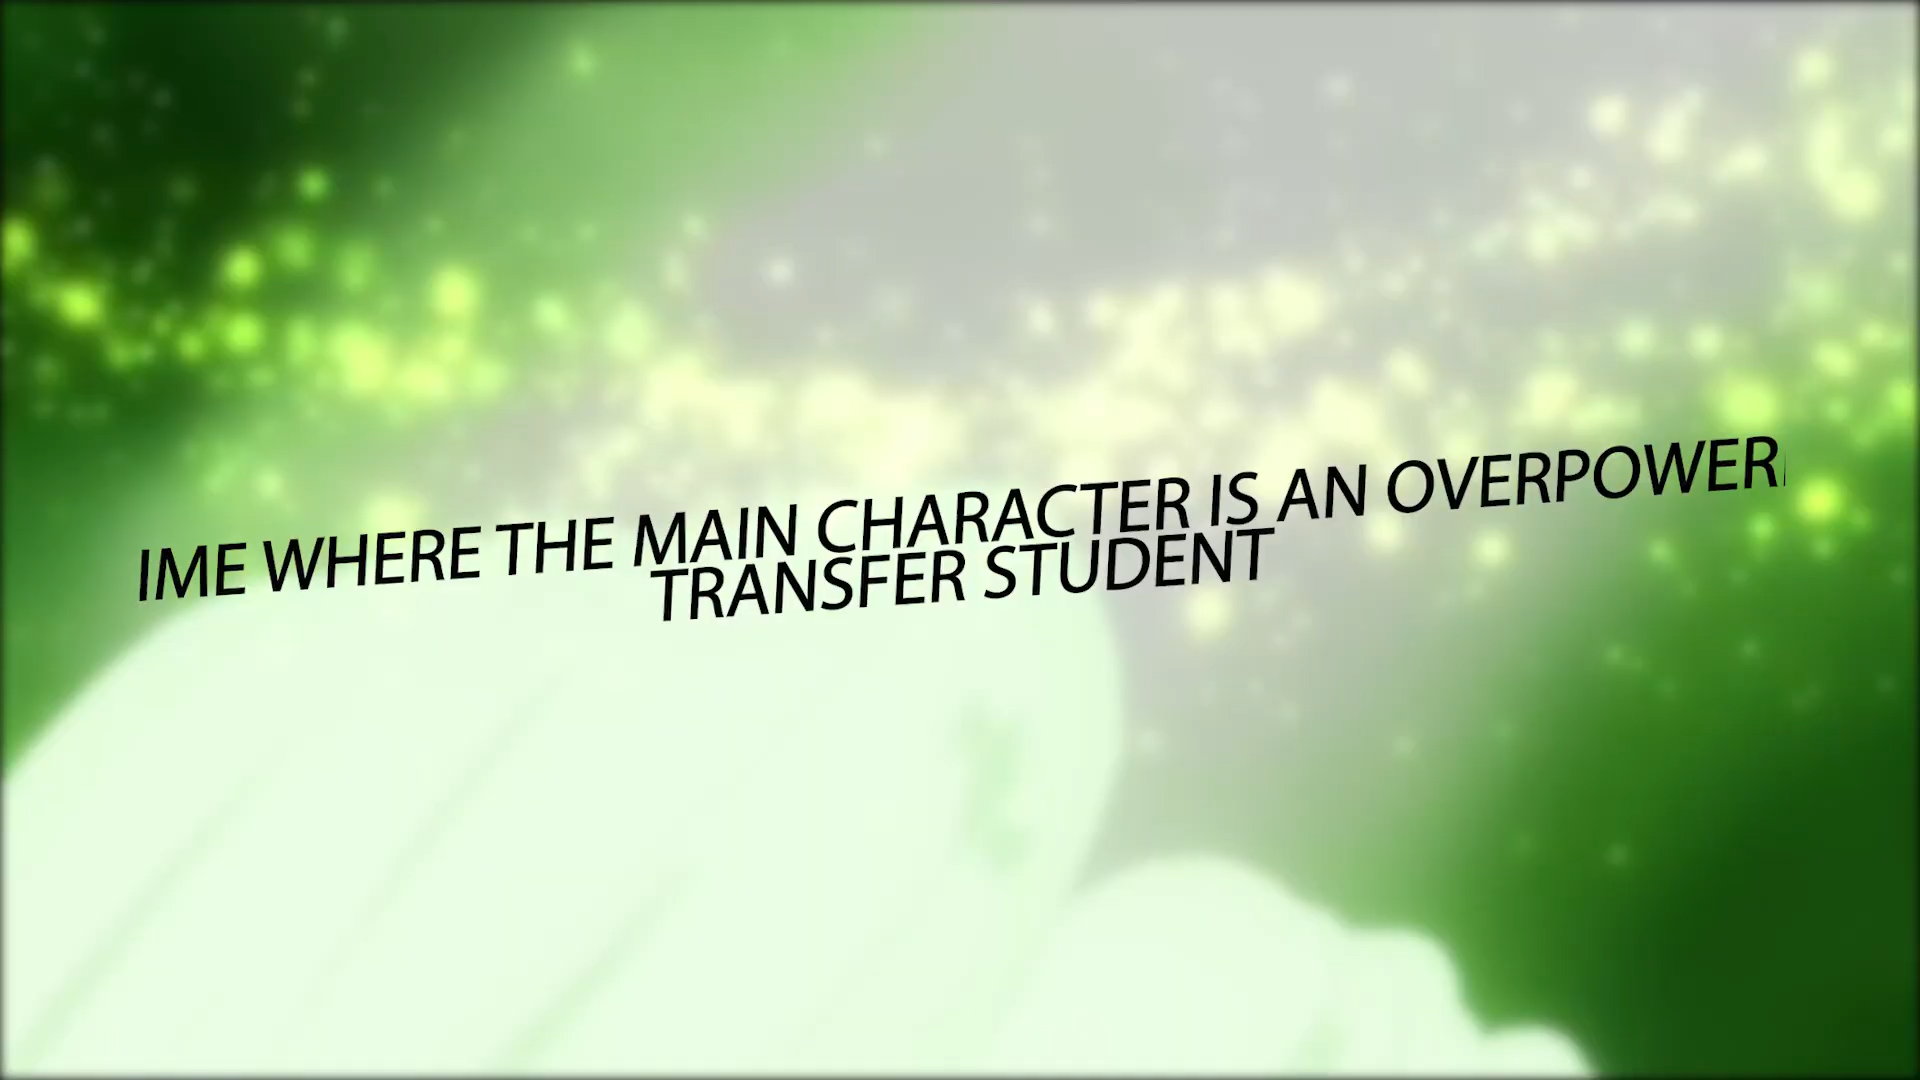 IME WHERE THE MAIN CHARACTER IS AN OVERPOWER
TRANSFER STUDENT